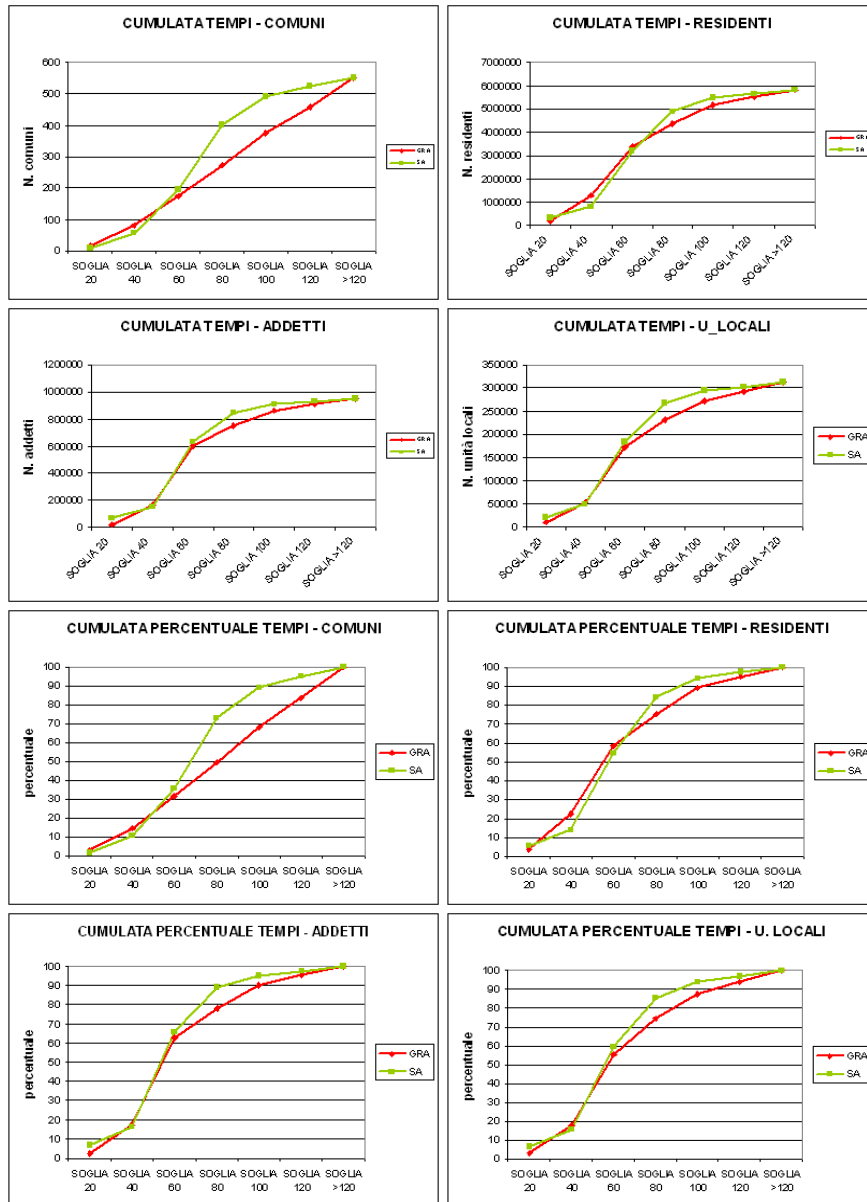 CUMULATA TEMPI - COMUNI
600
500
400
300
200
100
0
N. comuni
SOGLIA 20
SOGLIA 40
SOGLIA 60
SOGLIA 80
SOGLIA 100
SOGLIA 120
SOGLIA >120
GRA
SA
CUMULATA TEMPI - RESIDENTI
7000000
6000000
5000000
4000000
3000000
2000000
1000000
0
N. residenti
SOGLIA 20
SOGLIA 40
SOGLIA 60
SOGLIA 80
SOGLIA 100
SOGLIA 120
SOGLIA >120
GRA
SA
CUMULATA TEMPI - ADDETTI
1200000
1000000
800000
600000
400000
200000
0
N. addetti
SOGLIA 20
SOGLIA 40
SOGLIA 60
SOGLIA 80
SOGLIA 100
SOGLIA 120
SOGLIA >120
GRA
SA
CUMULATA TEMPI - U_LOCALI
350000
300000
250000
200000
150000
100000
50000
0
N. unità locali
SOGLIA 20
SOGLIA 40
SOGLIA 60
SOGLIA 80
SOGLIA 100
SOGLIA 120
SOGLIA >120
GRA
SA
CUMULATA PERCENTUALE TEMPI - COMUNI
100
90
80
70
60
50
40
30
20
10
0
percentuale
SOGLIA 20
SOGLIA 40
SOGLIA 60
SOGLIA 80
SOGLIA 100
SOGLIA 120
SOGLIA >120
GRA
SA
CUMULATA PERCENTUALE TEMPI - RESIDENTI
100
90
80
70
60
50
40
30
20
10
0
percentuale
SOGLIA 20
SOGLIA 40
SOGLIA 60
SOGLIA 80
SOGLIA 100
SOGLIA 120
SOGLIA >120
GRA
SA
CUMULATA PERCENTUALE TEMPI - ADDETTI
100
90
80
70
60
50
40
30
20
10
0
percentuale
SOGLIA 20
SOGLIA 40
SOGLIA 60
SOGLIA 80
SOGLIA 100
SOGLIA 120
SOGLIA >120
GRA
SA
CUMULATA PERCENTUALE TEMPI - U. LOCALI
100
90
80
70
60
50
40
30
20
10
0
percentuale
SOGLIA 20
SOGLIA 40
SOGLIA 60
SOGLIA 80
SOGLIA 100
SOGLIA 120
SOGLIA >120
GRA
SA